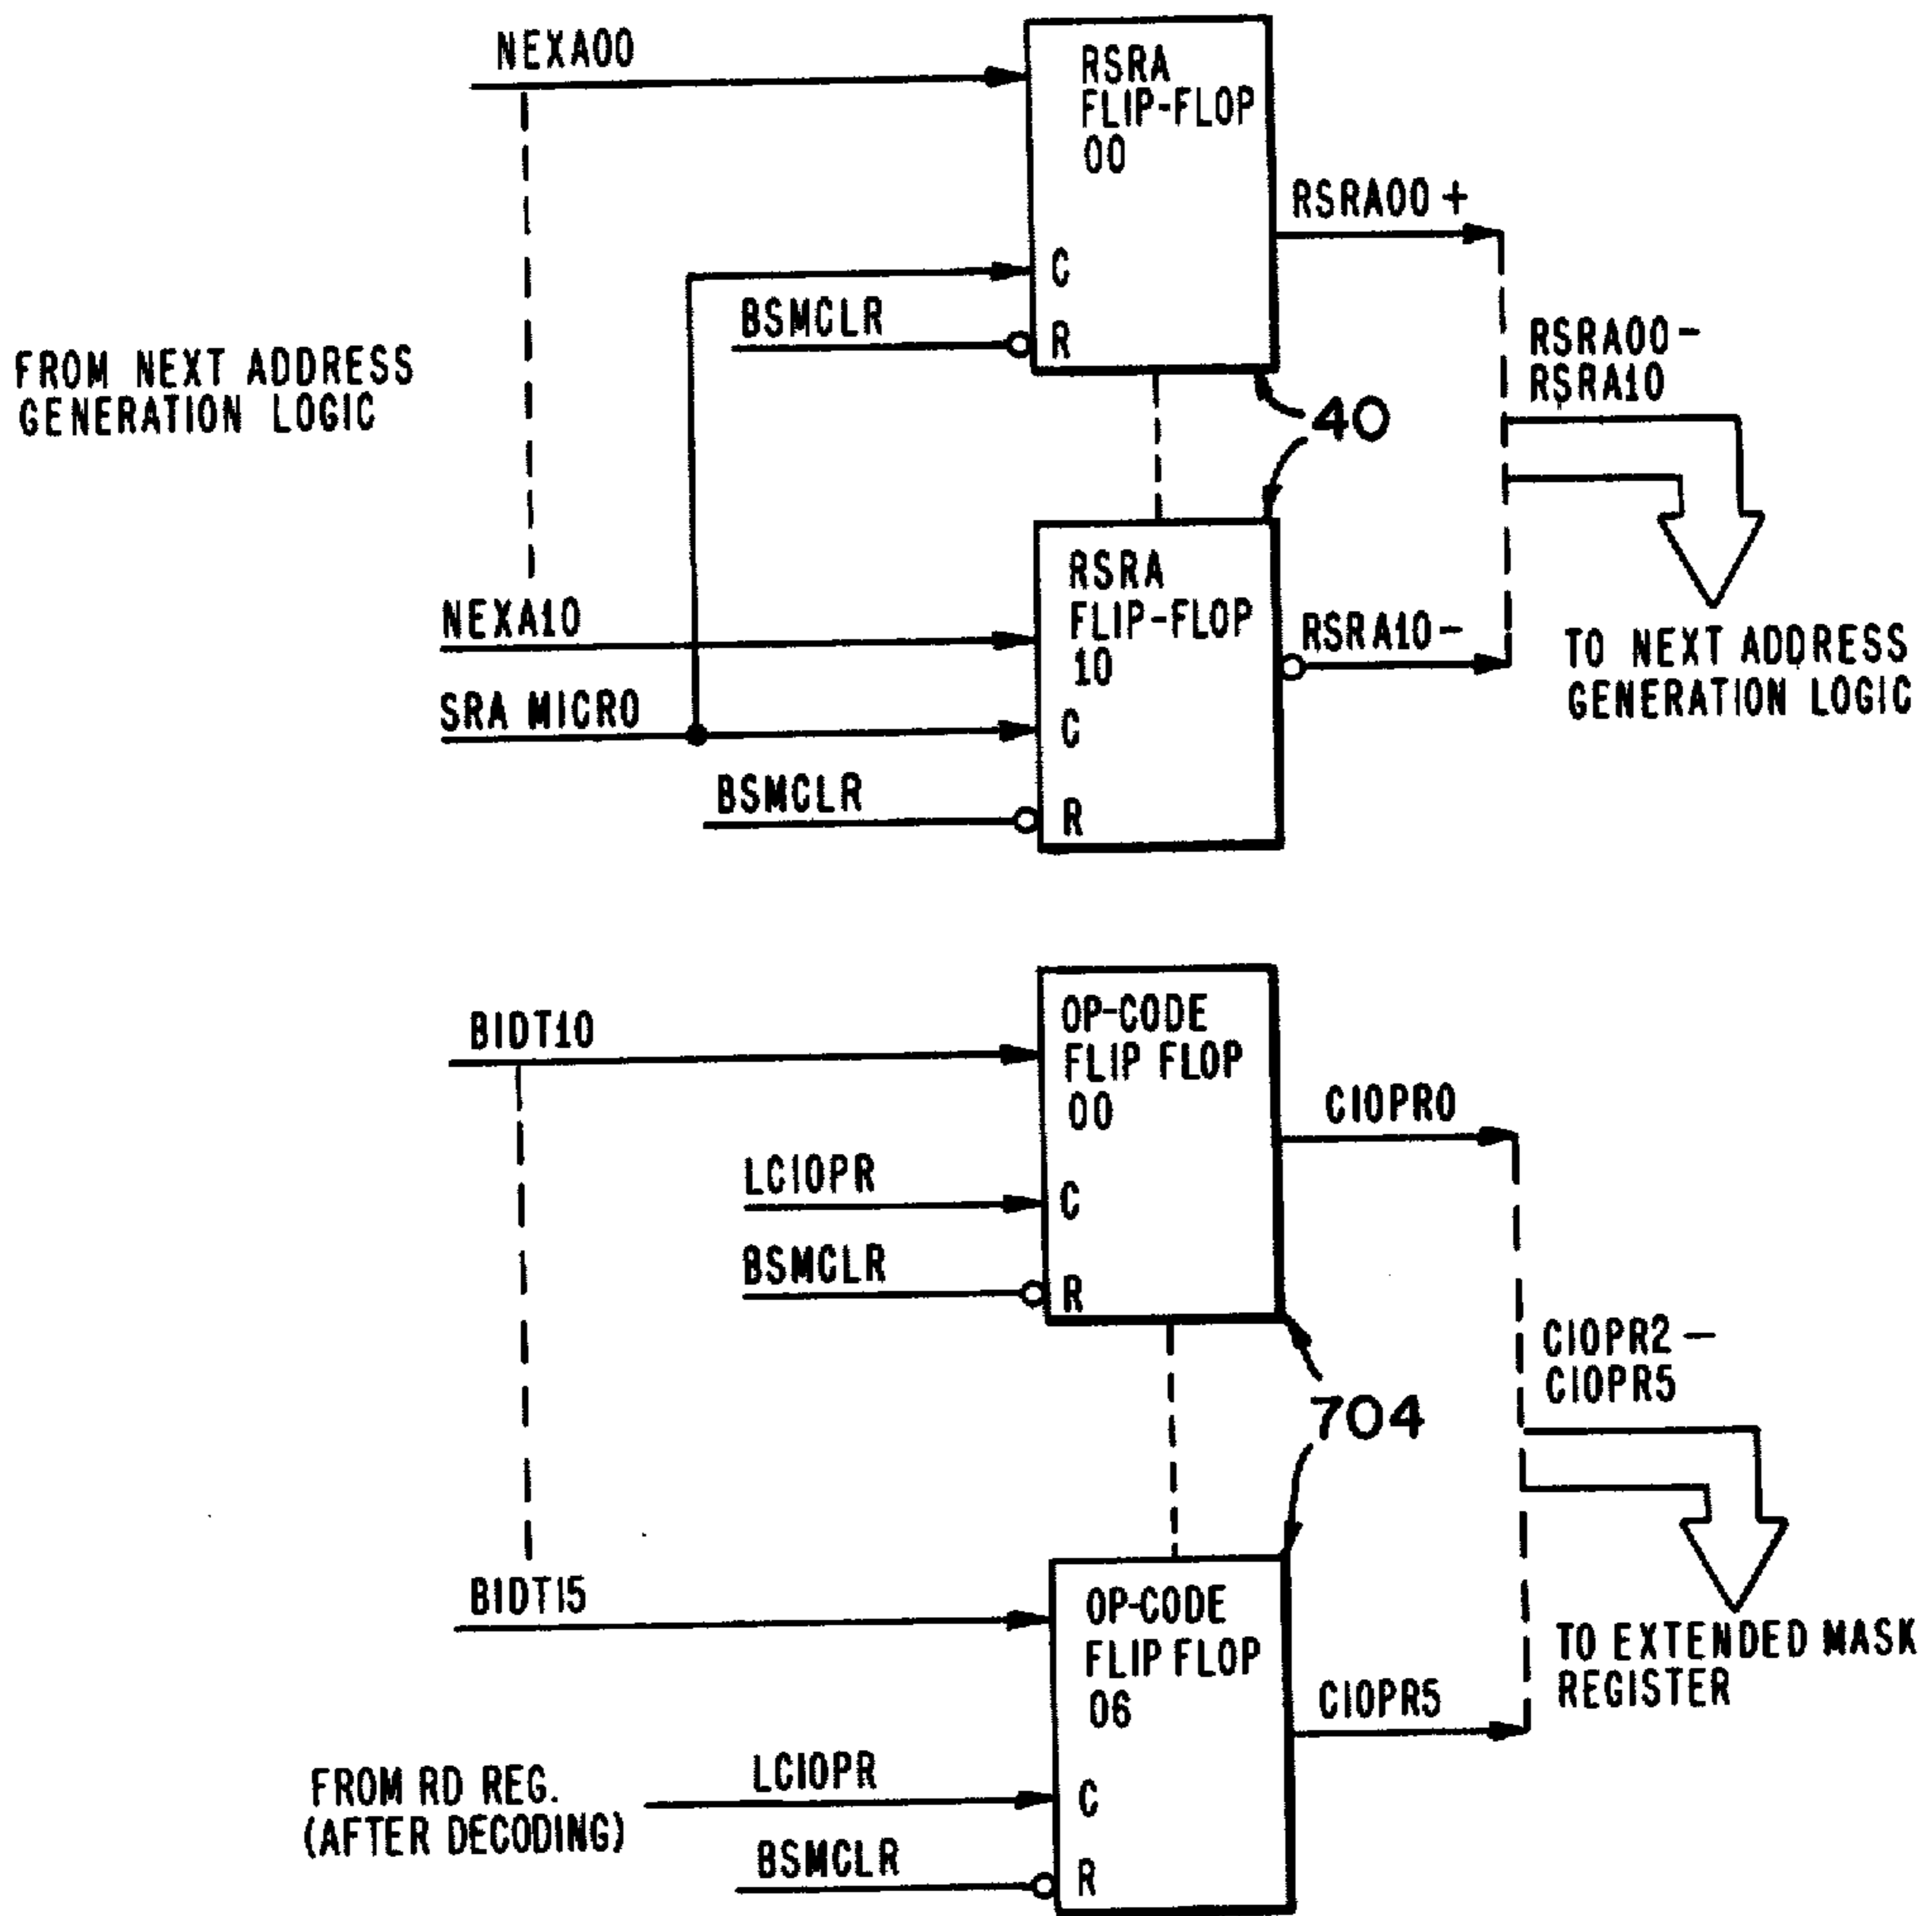 NEXA00
RSRA
FLIP-FLOP
00
RSRA00+
C
BSMCLR
R
RSRA00-
RSRA10
FROM NEXT ADDRESS
GENERATION LOGIC
40
RSRA
FLIP-FLOP
10
NEXA10
RSRA10-
TO NEXT ADDRESS
GENERATION LOGIC
SRA MICRO
C
BSMCLR
R
BIDT10
OP-CODE
FLIP FLOP
00
CIOPR0
LCIOPR
C
BSMCLR
R
CIOPR2-
CIOPR5
704
BIDT15
OP-CODE
FLIP FLOP
06
TO EXTENDED MASK
REGISTER
CIOPR5
FROM RD REG.
(AFTER DECODING)
LCIOPR
C
BSMCLR
R